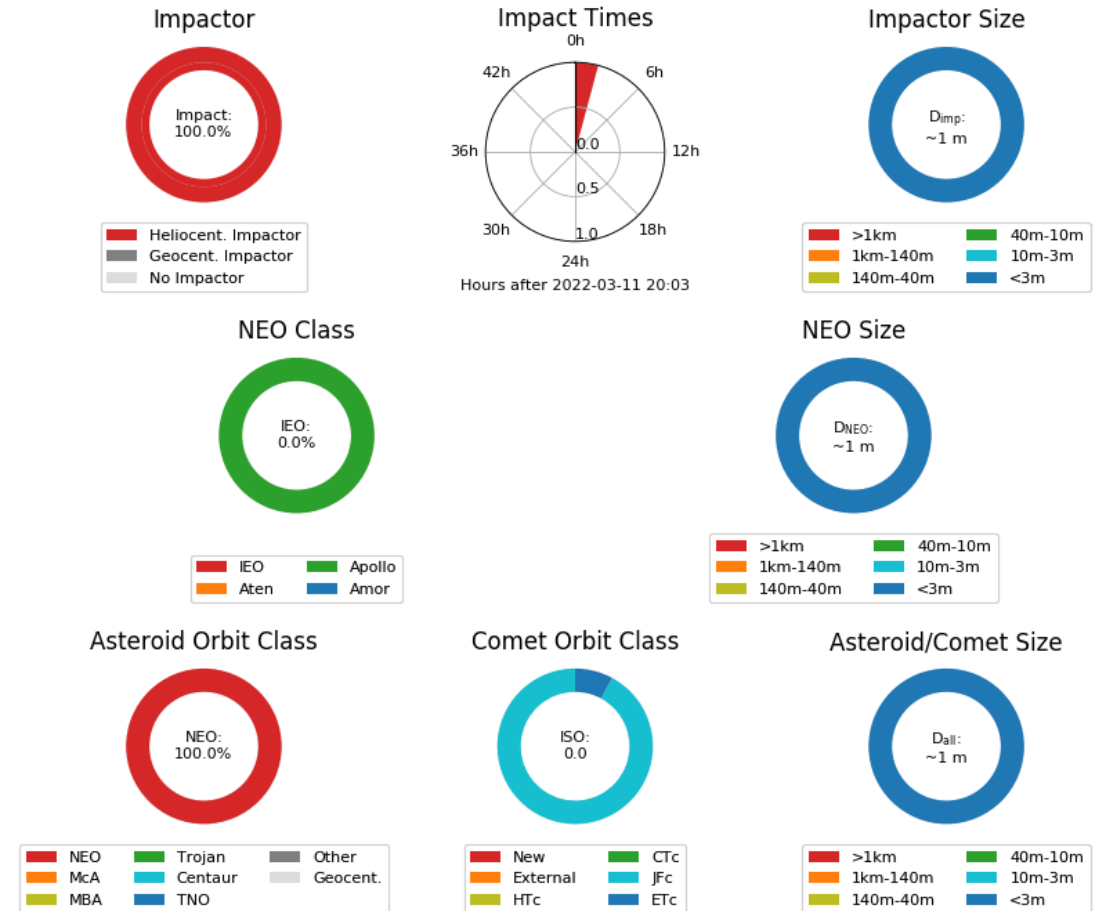 Impactor
Impact:
100.0%
Heliocent. Impactor
Geocent. Impactor
No Impactor
Impact Times
0h
42h
6h
36h
0.0
12h
0.5
30h
1.0
18h
24h
Hours after 2022-03-11 20:03
Impactor Size
Dimp:
~1 m
>1km
40m-10m
1km-140m
10m-3m
140m-40m
<3m
NEO Class
IEO:
0.0%
IEO
Apollo
Aten
Amor
NEO Size
DNEO:
~1 m
>1km
40m-10m
1km-140m
10m-3m
140m-40m
<3m
Asteroid Orbit Class
NEO:
100.0%
NEO
Trojan
Other
McA
Centaur
Geocent.
MBA
TNO
Comet Orbit Class
ISO:
0.0
New
CTc
External
JFc
HTc
ETc
Asteroid/Comet Size
Dall:
~1 m
>1km
40m-10m
1km-140m
10m-3m
140m-40m
<3m